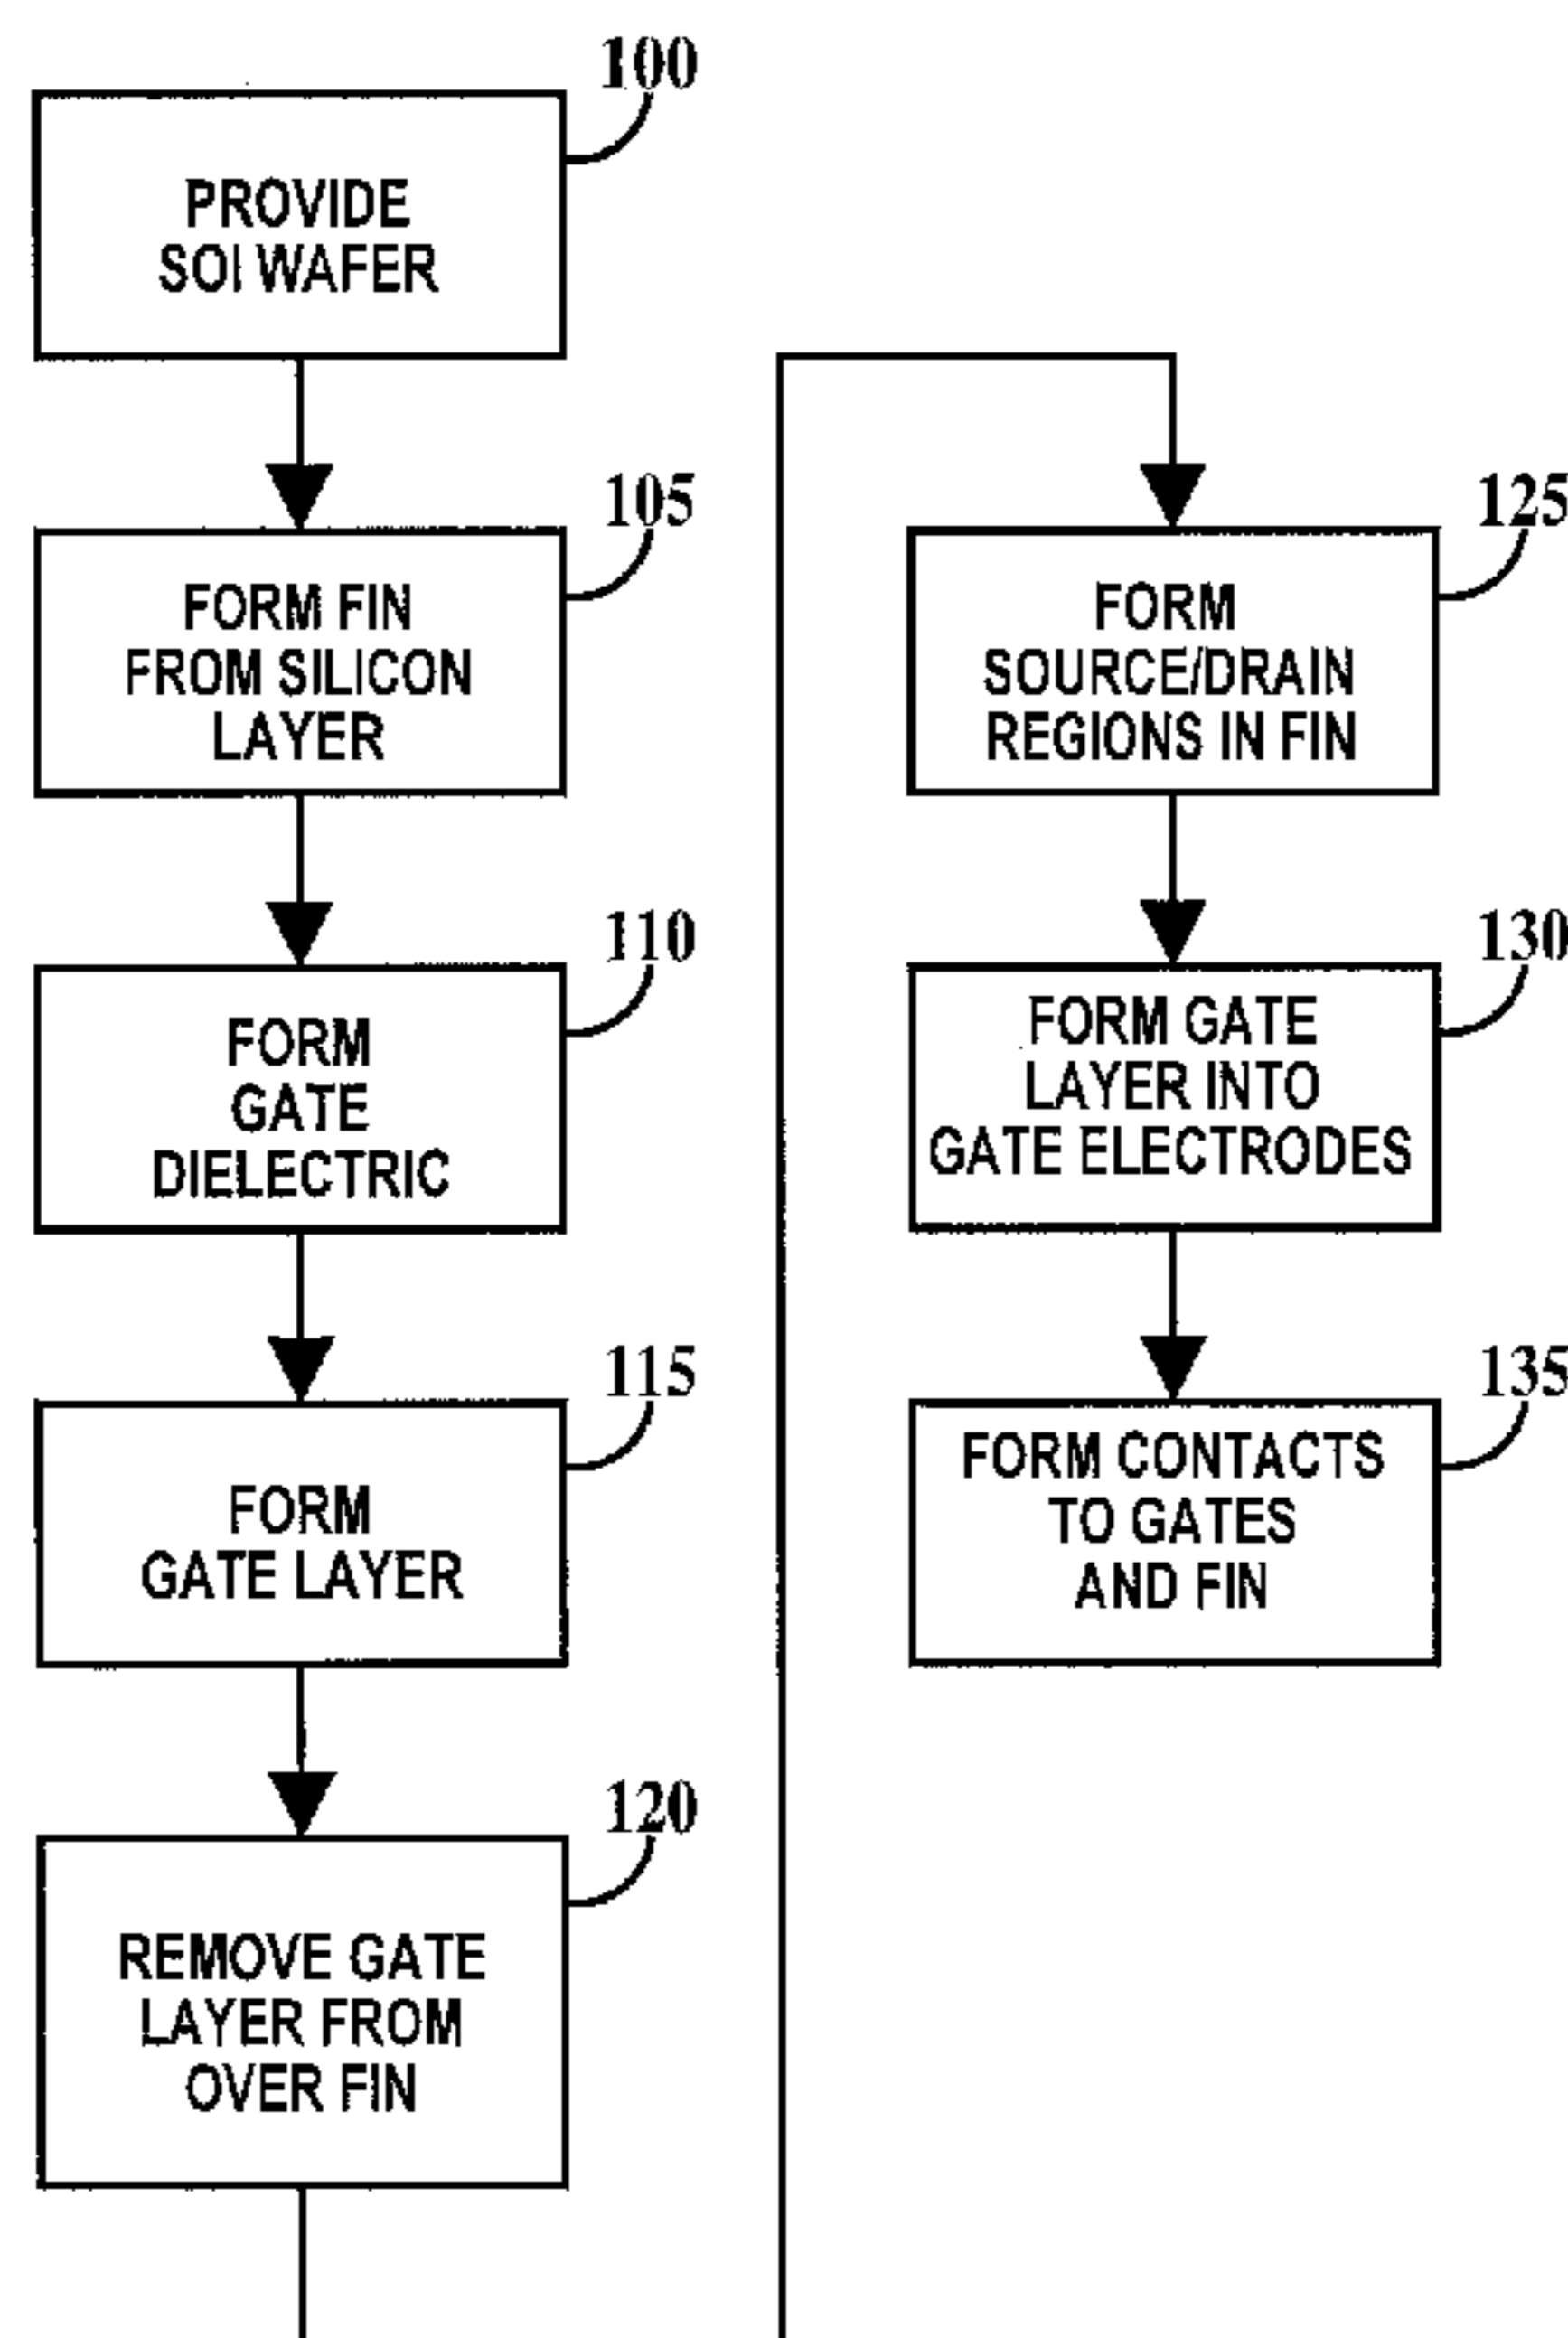 100
PROVIDE
SOI WAFER
105
FORM FIN
FROM SILICON
LAYER
110
FORM
GATE
DIELECTRIC
115
FORM
GATE LAYER
120
REMOVE GATE
LAYER FROM
OVER FIN
125
FORM
SOURCE/DRAIN
REGIONS IN FIN
130
FORM GATE
LAYER INTO
GATE ELECTRODES
135
FORM CONTACTS
TO GATES
AND FIN